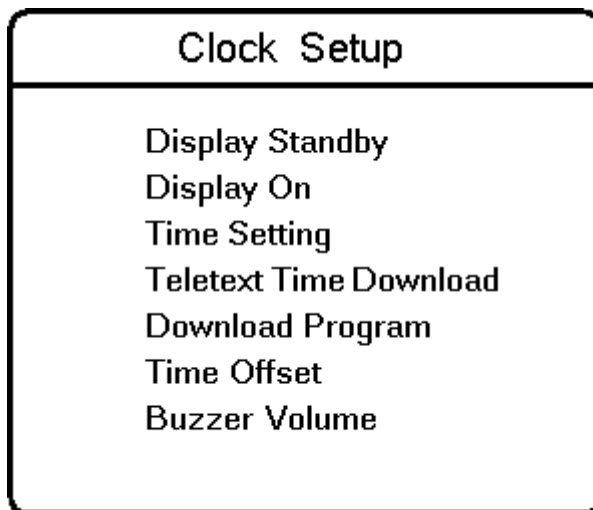 Clock Setup
Display Standby
Display On
Time Setting
Teletext Time Download
Download Program
Time Offset
Buzzer Volume